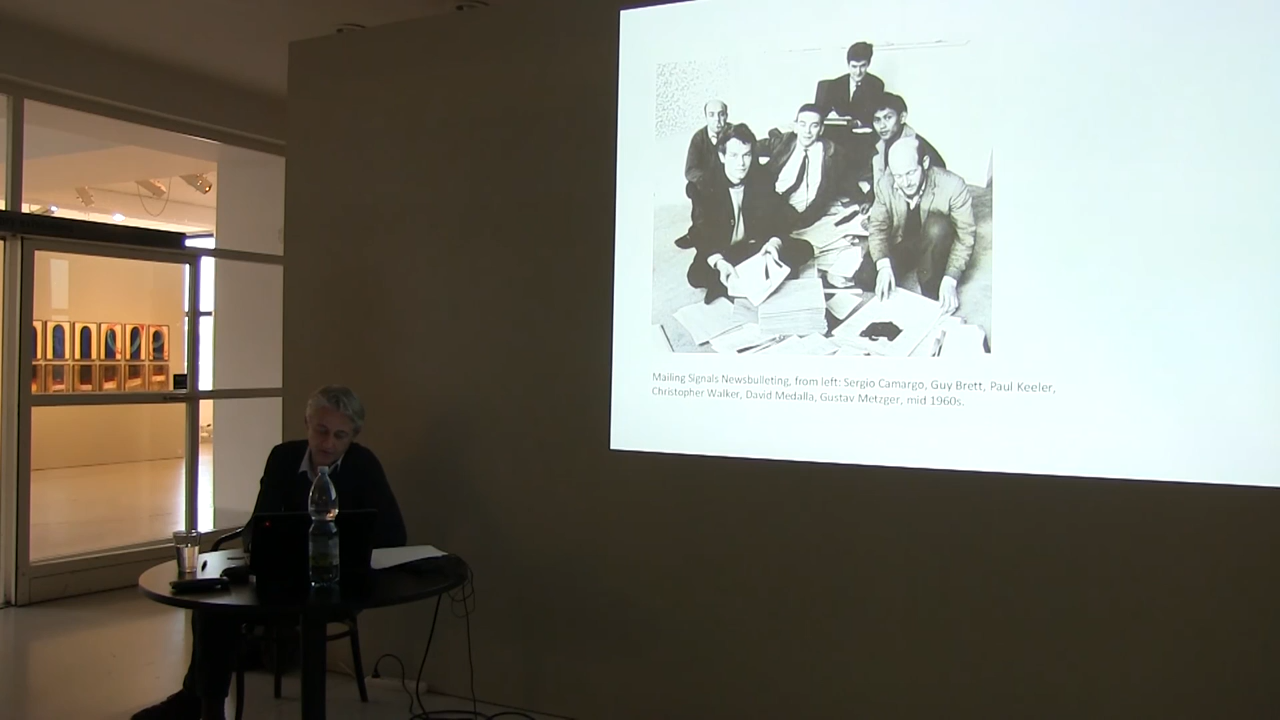 Mailing Signals Newsbulleting, from left: Sergio Camargo, Guy Brett, Paul Keeler,
Christopher Walker, David Medalla, Gustav Metzger, mid 1960s.